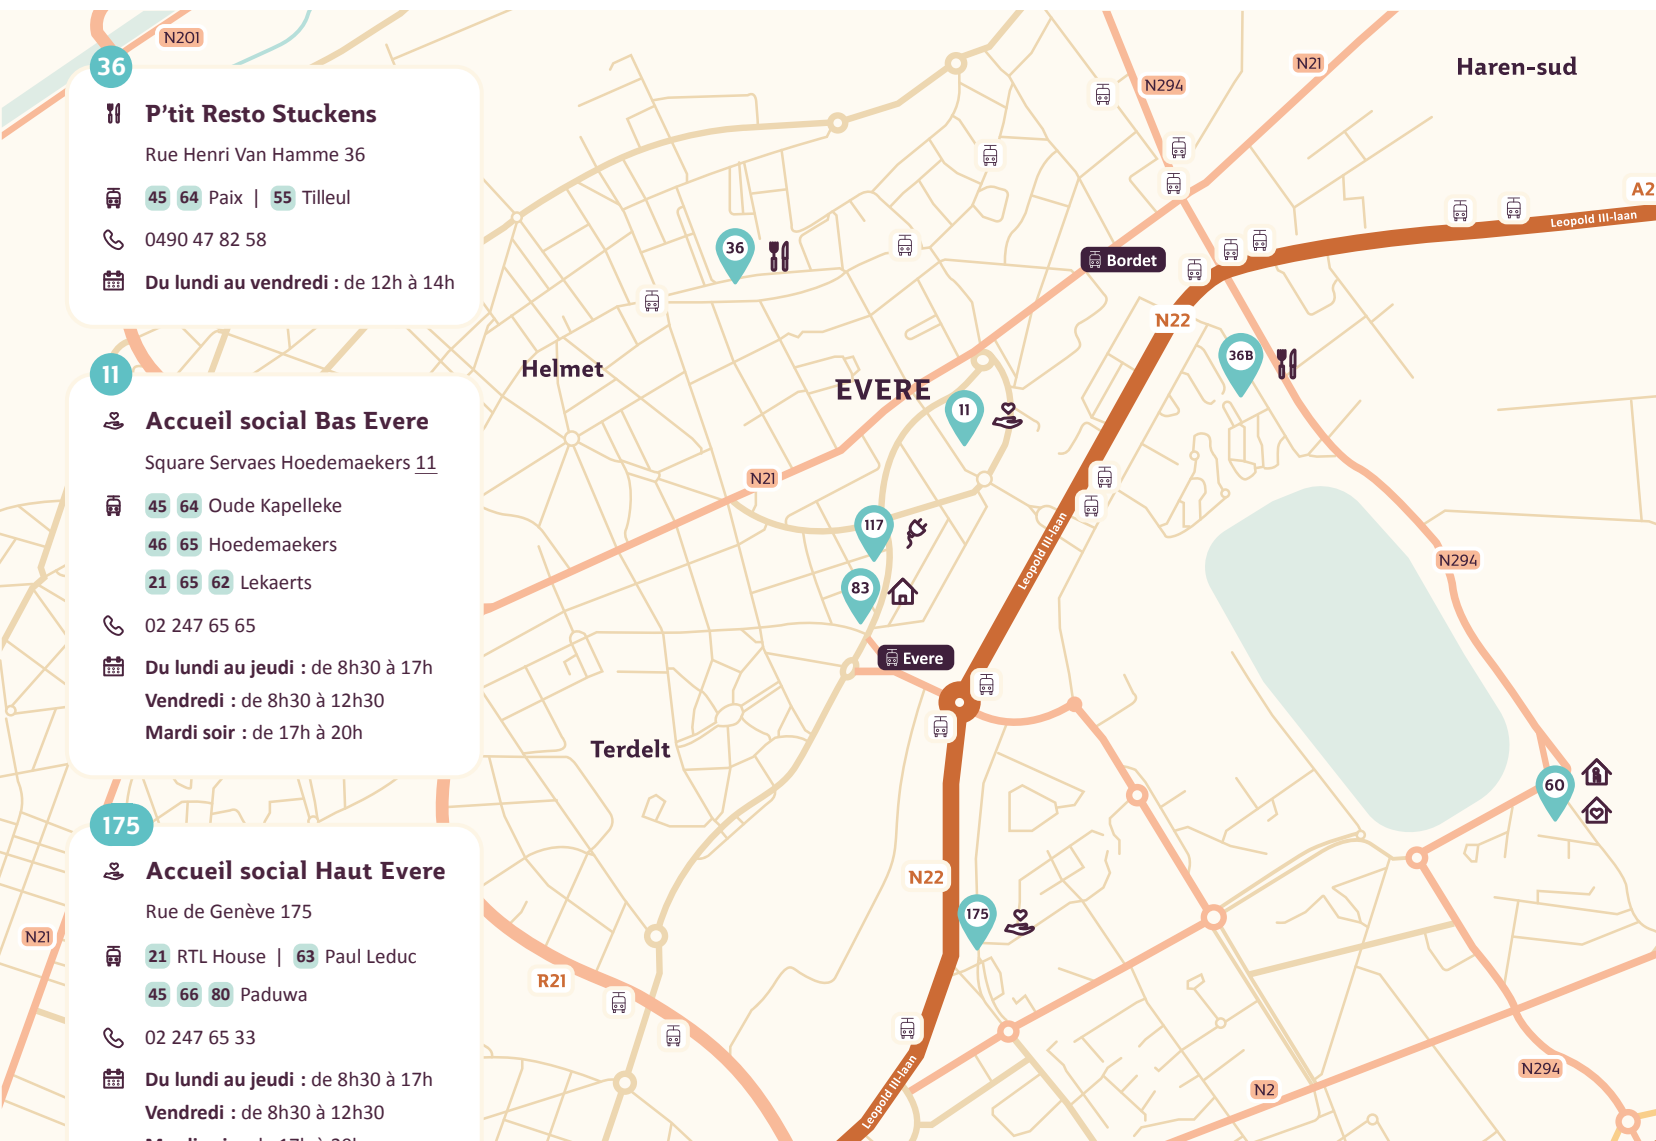 36
P'tit Resto Stuckens
Rue Henri Van Hamme 36
45 64 Paix | 55 Tilleul
0490 47 82 58
Du lundi au vendredi : de 12h à 14h
11
Accueil social Bas Evere
Square Servaes Hoedemaekers 11
45 64 Oude Kapelleke
46 65 Hoedemaekers
21 65 62 Lekaerts
02 247 65 65
Du lundi au jeudi : de 8h30 à 17h
Vendredi : de 8h30 à 12h30
Mardi soir : de 17h à 20h
175
Accueil social Haut Evere
Rue de Genève 175
21 RTL House | 63 Paul Leduc
45 66 80 Paduwa
02 247 65 33
Du lundi au jeudi : de 8h30 à 17h
Vendredi : de 8h30 à 12h30
N201
N21
Haren-sud
N294
N21
A2
Leopold III-laan
36
Bordet
N22
36B
Helmet
EVERE
11
N21
117
Leopold III-laan
N294
83
Evere
Terdelt
60
N22
175
R21
N294
N2
Leopold III-laan